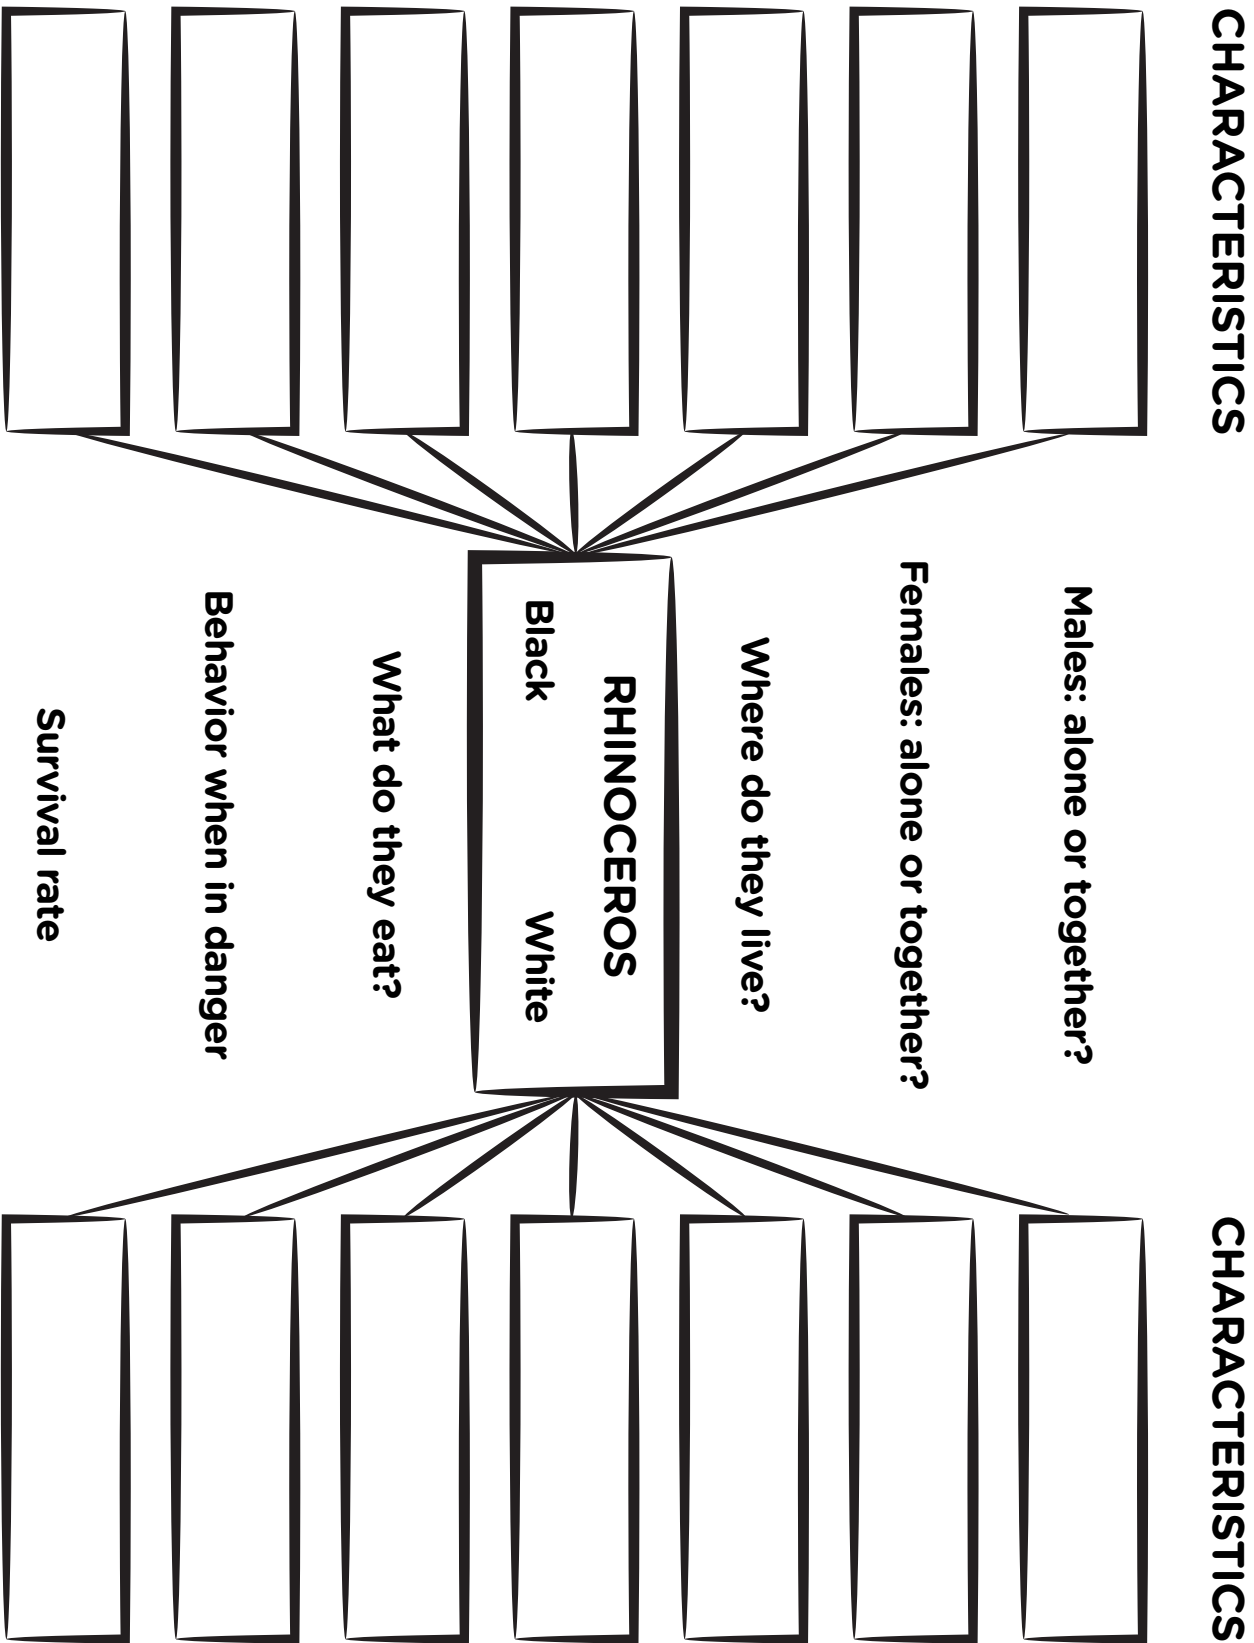 CHARACTERISTICS
CHARACTERISTICS
Males: alone or together?
Females: alone or together?
Where do they live?
RHINOCEROS
Black
White
What do they eat?
Behavior when in danger
Survival rate